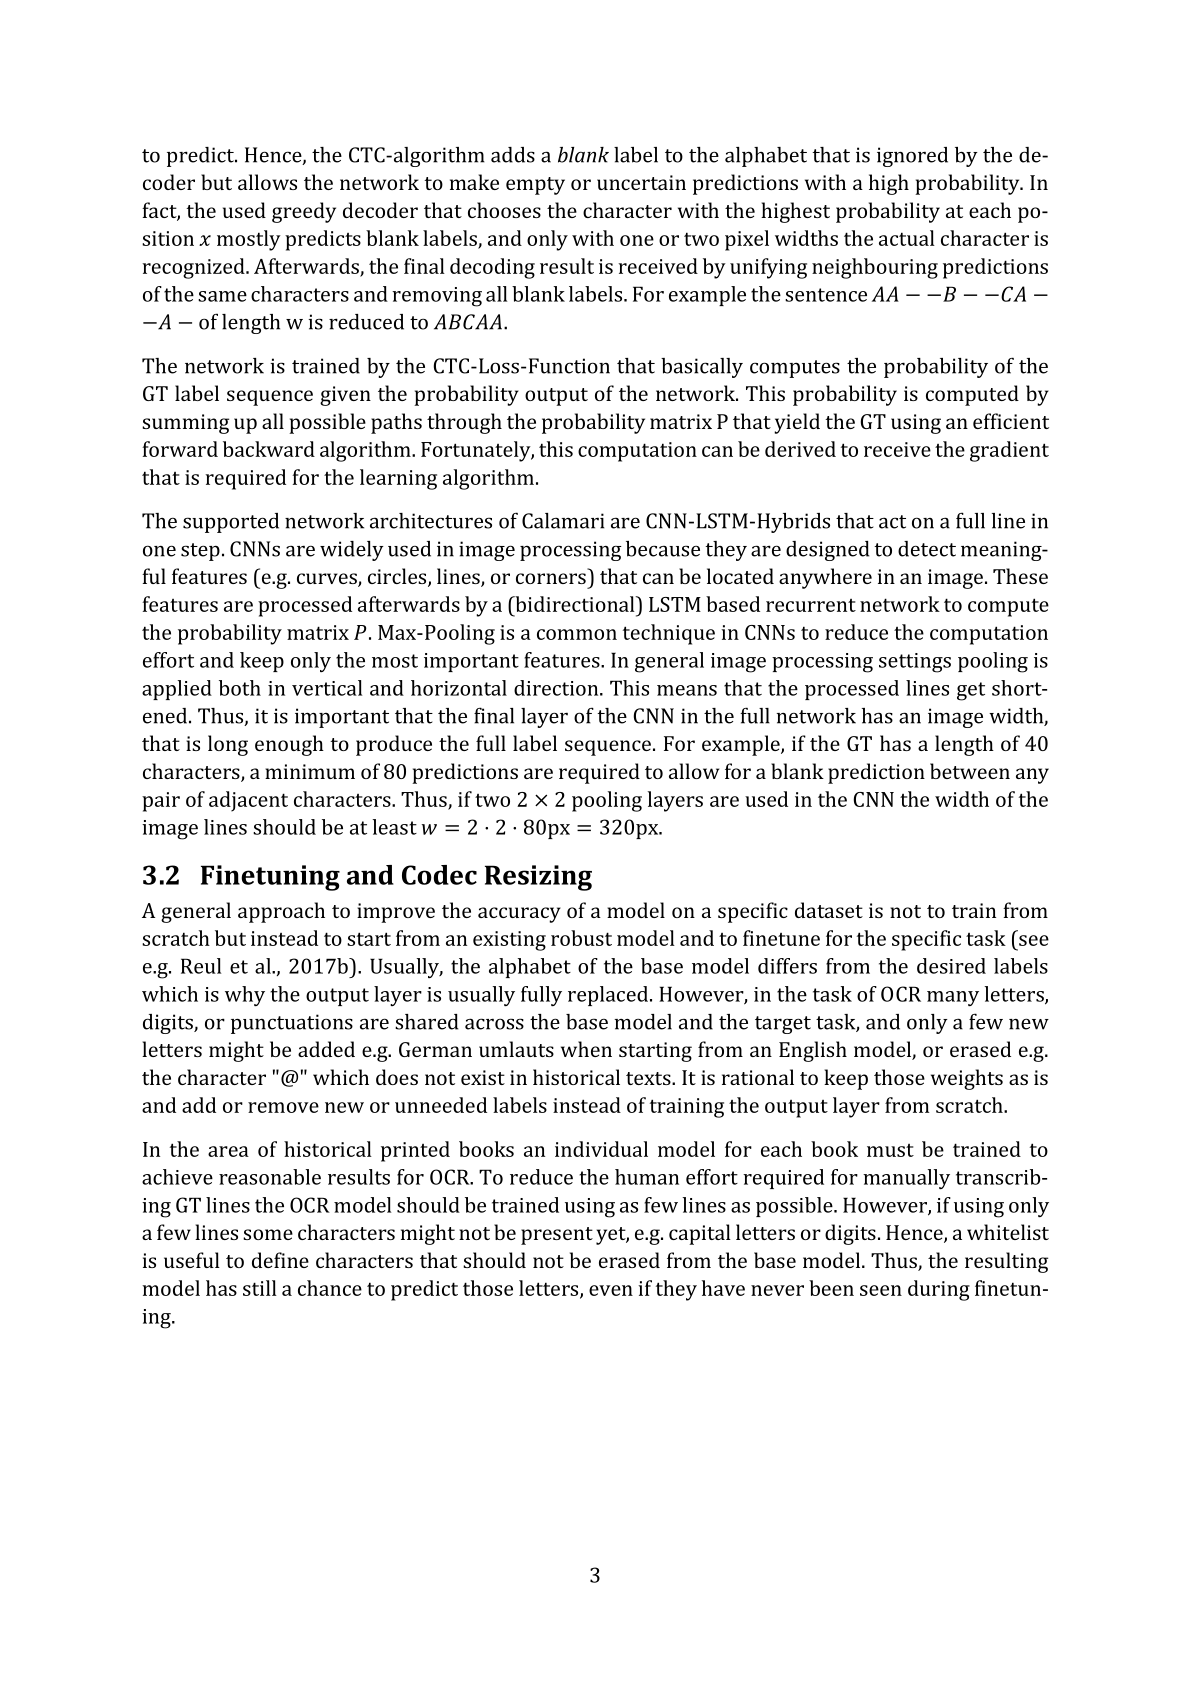 to predict. Hence, the CTC-algorithm adds a blank label to the alphabet that is ignored by the de-
coder but allows the network to make empty or uncertain predictions with a high probability. In
fact, the used greedy decoder that chooses the character with the highest probability at each po-
sition x mostly predicts blank labels, and only with one or two pixel widths the actual character is
recognized. Afterwards, the final decoding result is received by unifying neighbouring predictions
of the same characters and removing all blank labels. For example the sentence AA − −B − −CA −
−A − of length w is reduced to ABCAA.
The network is trained by the CTC-Loss-Function that basically computes the probability of the
GT label sequence given the probability output of the network. This probability is computed by
summing up all possible paths through the probability matrix P that yield the GT using an efficient
forward backward algorithm. Fortunately, this computation can be derived to receive the gradient
that is required for the learning algorithm.
The supported network architectures of Calamari are CNN-LSTM-Hybrids that act on a full line in
one step. CNNs are widely used in image processing because they are designed to detect meaning-
ful features (e.g. curves, circles, lines, or corners) that can be located anywhere in an image. These
features are processed afterwards by a (bidirectional) LSTM based recurrent network to compute
the probability matrix P. Max-Pooling is a common technique in CNNs to reduce the computation
effort and keep only the most important features. In general image processing settings pooling is
applied both in vertical and horizontal direction. This means that the processed lines get short-
ened. Thus, it is important that the final layer of the CNN in the full network has an image width,
that is long enough to produce the full label sequence. For example, if the GT has a length of 40
characters, a minimum of 80 predictions are required to allow for a blank prediction between any
pair of adjacent characters. Thus, if two 2 × 2 pooling layers are used in the CNN the width of the
image lines should be at least w = 2 · 2 · 80px = 320px.
3.2 Finetuning and Codec Resizing
A general approach to improve the accuracy of a model on a specific dataset is not to train from
scratch but instead to start from an existing robust model and to finetune for the specific task (see
e.g. Reul et al., 2017b). Usually, the alphabet of the base model differs from the desired labels
which is why the output layer is usually fully replaced. However, in the task of OCR many letters,
digits, or punctuations are shared across the base model and the target task, and only a few new
letters might be added e.g. German umlauts when starting from an English model, or erased e.g.
the character "@" which does not exist in historical texts. It is rational to keep those weights as is
and add or remove new or unneeded labels instead of training the output layer from scratch.
In the area of historical printed books an individual model for each book must be trained to
achieve reasonable results for OCR. To reduce the human effort required for manually transcrib-
ing GT lines the OCR model should be trained using as few lines as possible. However, if using only
a few lines some characters might not be present yet, e.g. capital letters or digits. Hence, a whitelist
is useful to define characters that should not be erased from the base model. Thus, the resulting
model has still a chance to predict those letters, even if they have never been seen during finetun-
ing.
3